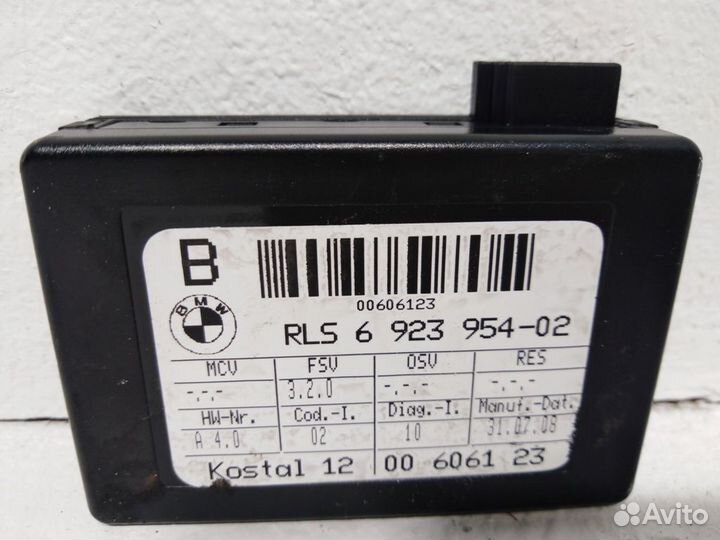 B
00606123
BMW
RLS 6 923 954-02
MCV FSV OSV RES
-.-.- 3.2.0 -.-.- -.-.-
HW-Nr. Cod.-I. Diag.-I. Manuf.-Dat.
A 4.0 02 10 31.07.08
Kostal 12 00 6061 23
Avito